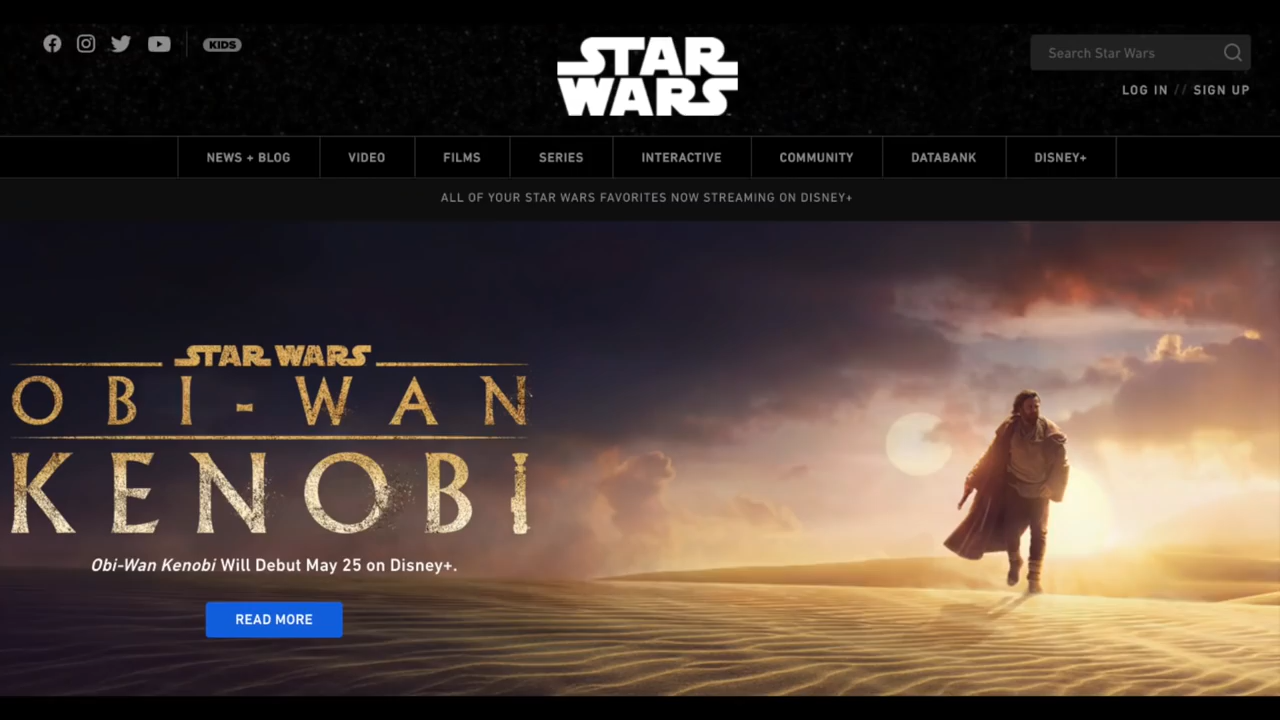 KIDS
STAR
WARS
Search Star Wars
LOG IN // SIGN UP
NEWS + BLOG
VIDEO
FILMS
SERIES
INTERACTIVE
COMMUNITY
DATABANK
DISNEY+
ALL OF YOUR STAR WARS FAVORITES NOW STREAMING ON DISNEY+
STAR WARS
OBI-WAN
KENOBI
Obi-Wan Kenobi Will Debut May 25 on Disney+.
READ MORE